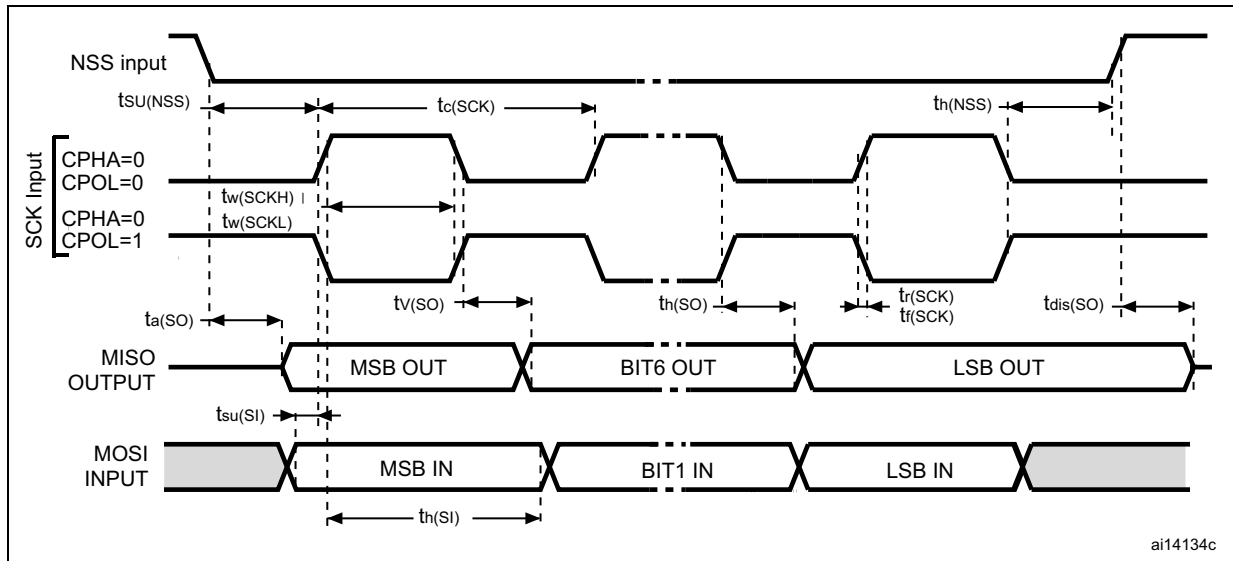 NSS input
tSU(NSS)
tc(SCK)
th(NSS)
SCK Input
CPHA=0
CPOL=0
tw(SCKH)
CPHA=0
tw(SCKL)
CPOL=1
tV(SO)
th(SO)
tr(SCK)
tf(SCK)
tdis(SO)
ta(SO)
MISO
OUTPUT
MSB OUT
BIT6 OUT
LSB OUT
tsu(SI)
MOSI
INPUT
MSB IN
BIT1 IN
LSB IN
th(SI)
ai14134c